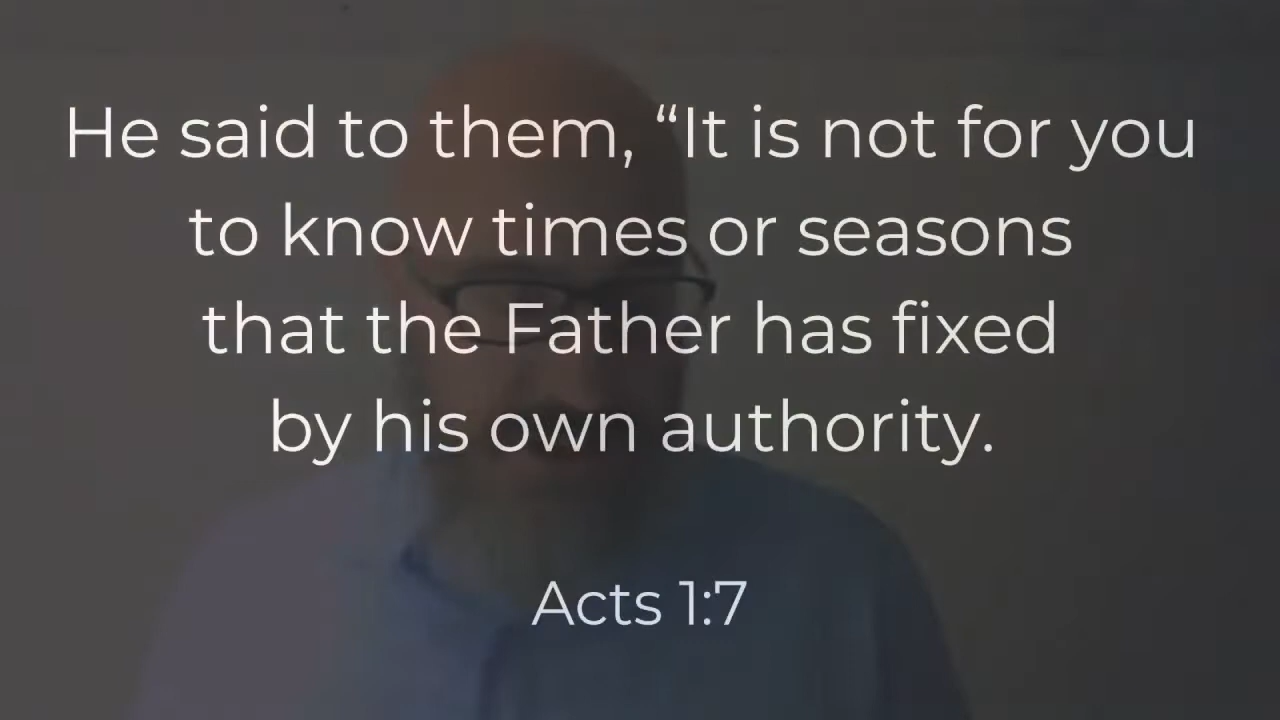 He said to them, “It is not for you
to know times or seasons
that the Father has fixed
by his own authority.
Acts 1:7